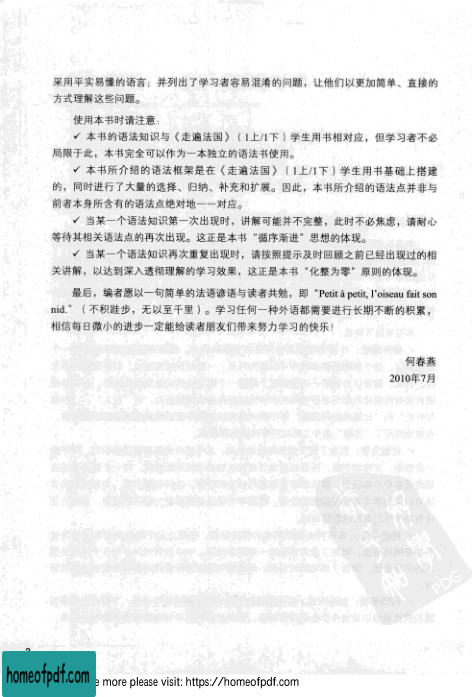 采用平实易懂的语言；并列出了学习者容易混淆的问题，让他们以更加简单、直接的
方式理解这些问题。
使用本书时请注意：
✓ 本书的语法知识与《走遍法国》（1上/1下）学生用书相对应，但学习者不必
局限于此，本书完全可以作为一本独立的语法书使用。
✓ 本书所介绍的语法框架是在《走遍法国》（1上/1下）学生用书基础上搭建
的，同时进行了大量的选择、归纳、补充和扩展。因此，本书所介绍的语法点并非与
前者本身所含有的语法点绝对地一一对应。
✓ 当某一个语法知识第一次出现时，讲解可能并不完整，此时不必焦虑，请耐心
等待其相关语法点的再次出现。这正是本书“循序渐进”思想的体现。
✓ 当某一个语法知识再次重复出现时，请按照提示及时回顾之前已经出现过的相
关讲解，以达到深入透彻理解的学习效果，这正是本书“化整为零”原则的体现。
最后，编者愿以一句简单的法语谚语与读者共勉，即“Petit à petit, l'oiseau fait son
nid.”（不积跬步，无以至千里）。学习任何一种外语都需要进行长期不断的积累，
相信每日微小的进步一定能给读者朋友们带来努力学习的快乐！
何春燕
2010年7月
PDG
homeofpdf.com
e more please visit: https://homeofpdf.com